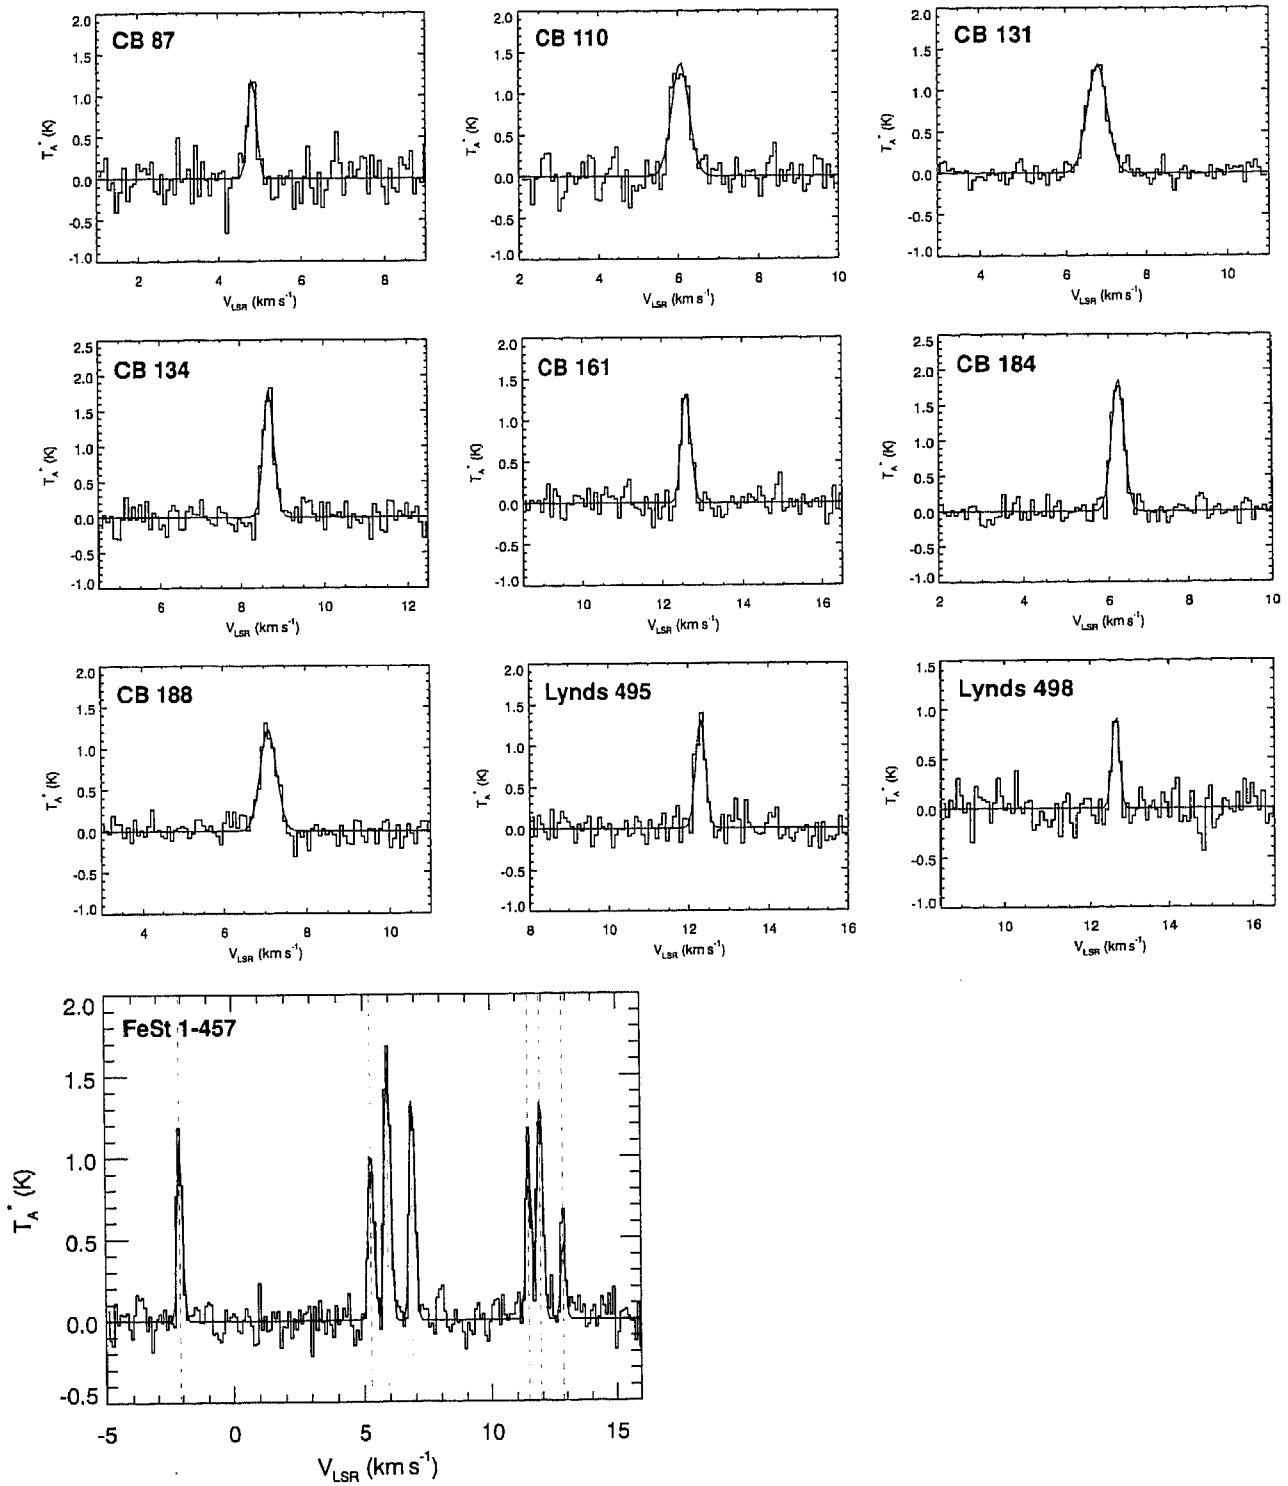 CB 87
2.0
1.5
1.0
0.5
0.0
-0.5
-1.0
T_A^* (K)
2 4 6 8
V_LSR (km s^-1)
CB 110
2.0
1.5
1.0
0.5
0.0
-0.5
-1.0
T_A^* (K)
2 4 6 8 10
V_LSR (km s^-1)
CB 131
2.0
1.5
1.0
0.5
0.0
-0.5
-1.0
T_A^* (K)
4 6 8 10
V_LSR (km s^-1)
CB 134
2.5
2.0
1.5
1.0
0.5
0.0
-0.5
-1.0
T_A^* (K)
6 8 10 12
V_LSR (km s^-1)
CB 161
2.0
1.5
1.0
0.5
0.0
-0.5
-1.0
T_A^* (K)
10 12 14 16
V_LSR (km s^-1)
CB 184
2.5
2.0
1.5
1.0
0.5
0.0
-0.5
-1.0
T_A^* (K)
2 4 6 8 10
V_LSR (km s^-1)
CB 188
2.0
1.5
1.0
0.5
0.0
-0.5
-1.0
T_A^* (K)
4 6 8 10
V_LSR (km s^-1)
Lynds 495
2.0
1.5
1.0
0.5
0.0
-0.5
-1.0
T_A^* (K)
8 10 12 14 16
V_LSR (km s^-1)
Lynds 498
1.5
1.0
0.5
0.0
-0.5
-1.0
T_A^* (K)
10 12 14 16
V_LSR (km s^-1)
FeSt 1-457
2.0
1.5
1.0
0.5
0.0
-0.5
T_A^* (K)
-5 0 5 10 15
V_LSR (km s^-1)